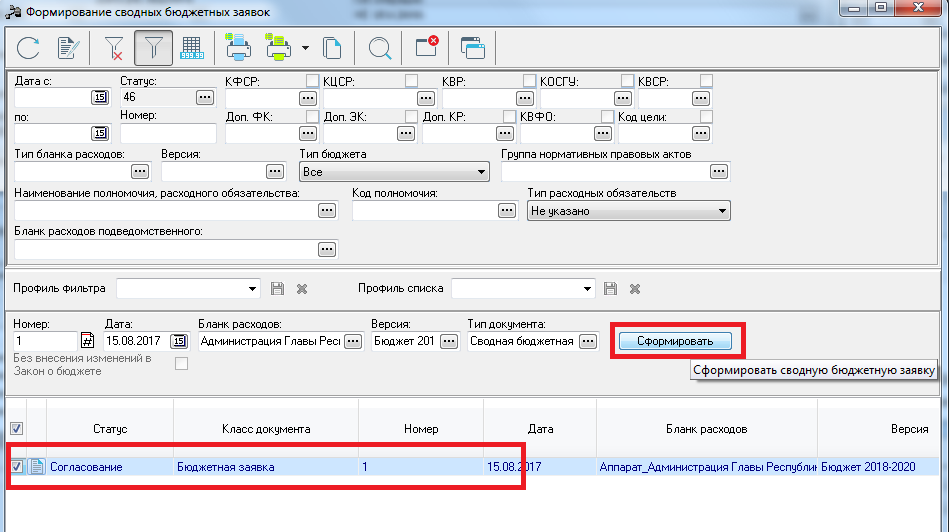 Формирование сводных бюджетных заявок
Дата с: Статус: КФСР: КЦСР: КВР: КОСГУ: КВСР:
15 46
по: Номер: Доп. ФК: Доп. ЭК: Доп. КР: КВФО: Код цели:
15
Тип бланка расходов: Версия: Тип бюджета Группа нормативных правовых актов
Все
Наименование полномочия, расходного обязательства: Код полномочия: Тип расходных обязательств
Не указано
Бланк расходов подведомственного:
Профиль фильтра Профиль списка
Номер: Дата: Бланк расходов: Версия: Тип документа:
1 # 15.08.2017 15 Администрация Главы Ресі Бюджет 201 Сводная бюджетная Сформировать
Без внесения изменений в
Закон о бюджете
Сформировать сводную бюджетную заявку
Статус Класс документа Номер Дата Бланк расходов Версия
Согласование Бюджетная заявка 1 15.08.2017 Аппарат_Администрация Главы Республик Бюджет 2018-2020